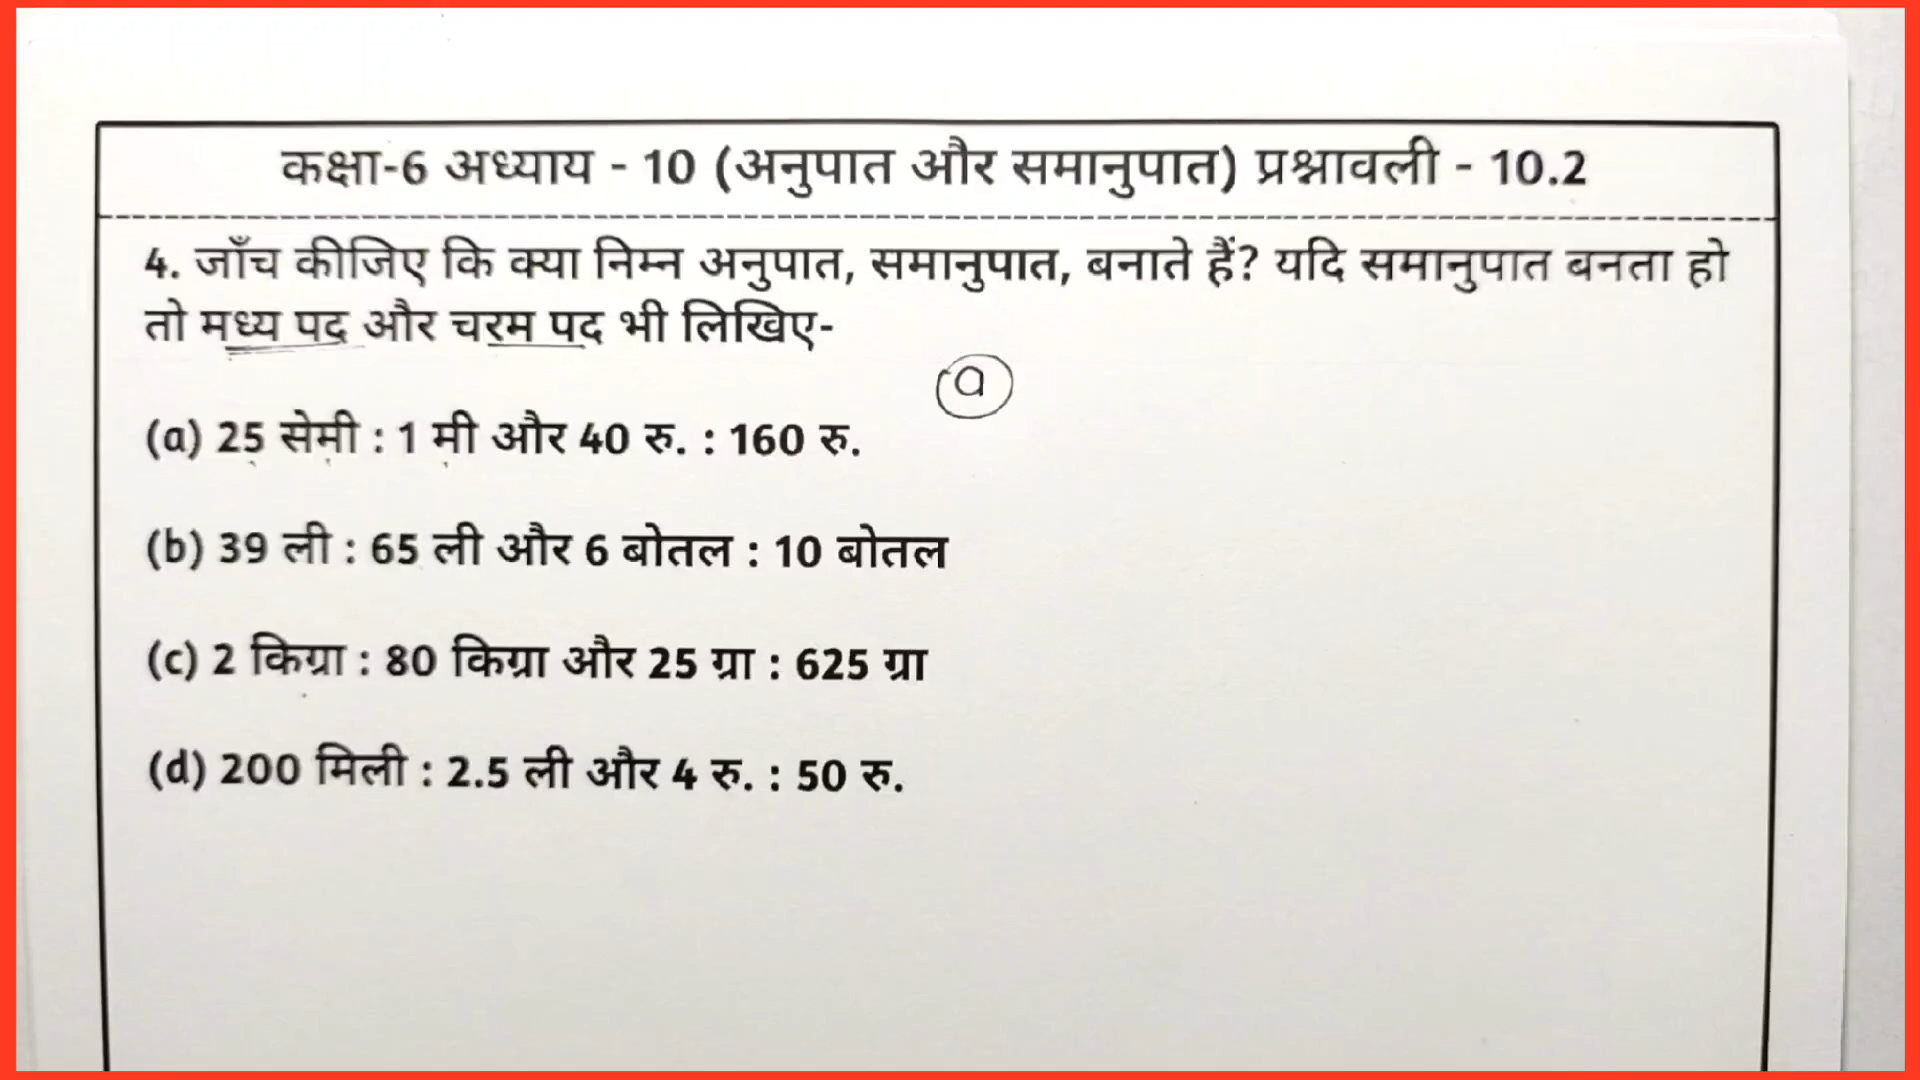 कक्षा-6 अध्याय - 10 (अनुपात और समानुपात) प्रश्नावली - 10.2
4. जाँच कीजिए कि क्या निम्न अनुपात, समानुपात, बनाते हैं? यदि समानुपात बनता हो
तो मध्य पद और चरम पद भी लिखिए-
a
(a) 25 सेमी : 1 मी और 40 रु. : 160 रु.
(b) 39 ली : 65 ली और 6 बोतल : 10 बोतल
(c) 2 किग्रा : 80 किग्रा और 25 ग्रा : 625 ग्रा
(d) 200 मिली : 2.5 ली और 4 रु. : 50 रु.